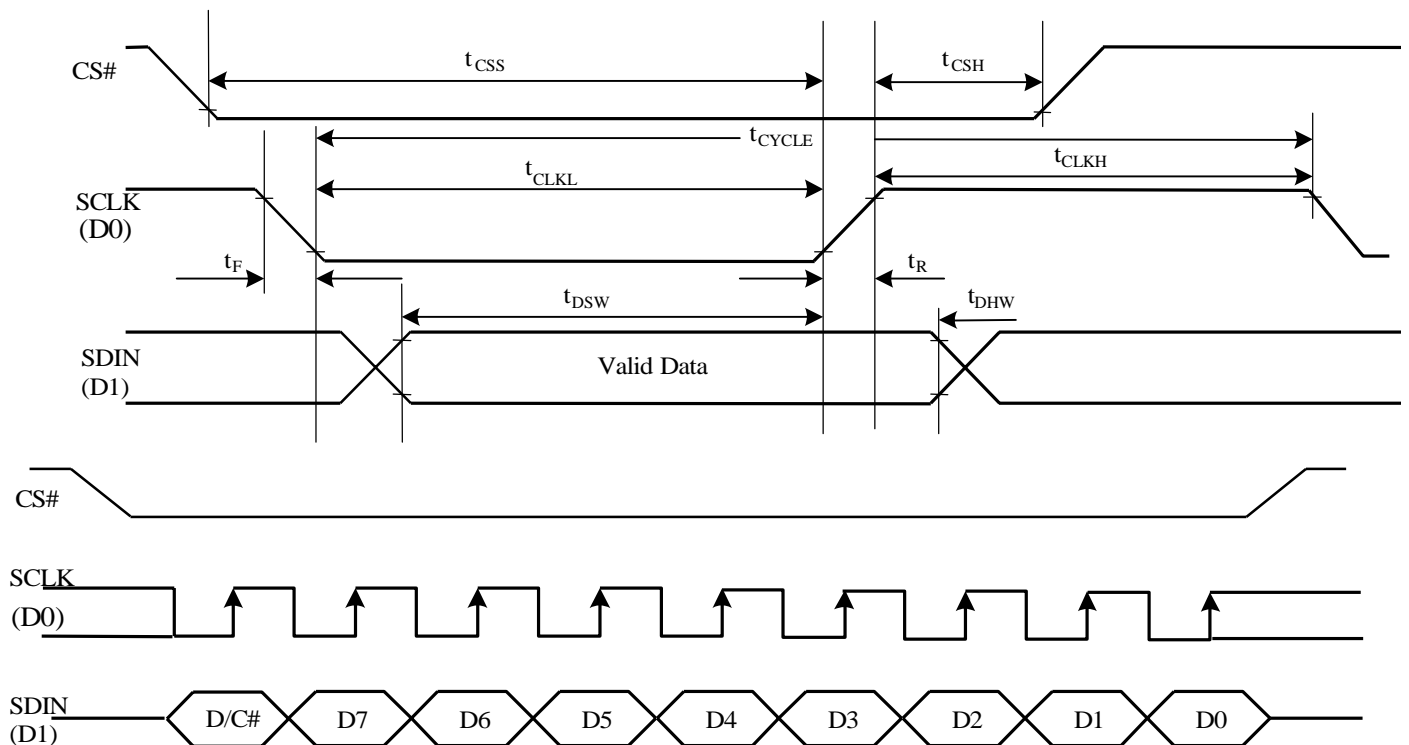 CS#
tCSS
tCSH
tCYCLE
tCLKL
tCLKH
SCLK
(D0)
tF
tR
tDSW
tDHW
SDIN
(D1)
Valid Data
CS#
SCLK
(D0)
SDIN
(D1)
D/C# D7 D6 D5 D4 D3 D2 D1 D0